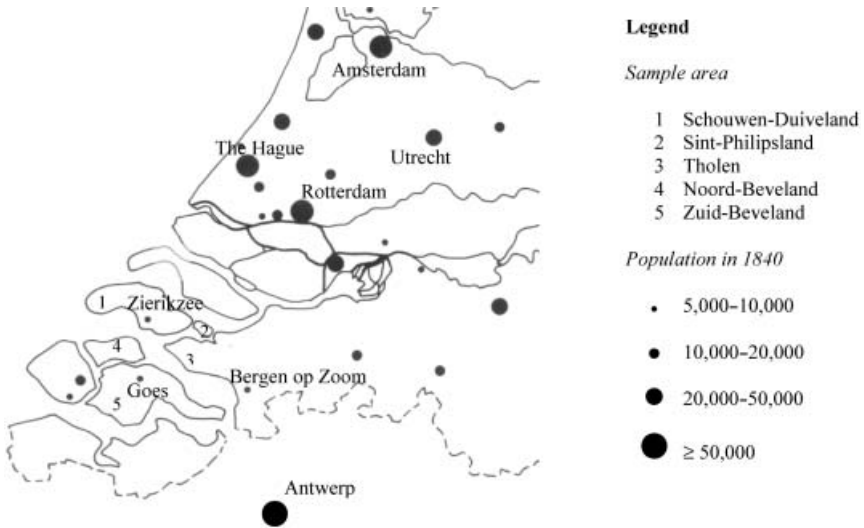 Amsterdam
The Hague
Utrecht
Rotterdam
1
Zierikzee
2
4
3
Bergen op Zoom
Goes
5
Antwerp
Legend
Sample area
1 Schouwen-Duiveland
2 Sint-Philipsland
3 Tholen
4 Noord-Beveland
5 Zuid-Beveland
Population in 1840
5,000–10,000
10,000–20,000
20,000–50,000
≥ 50,000